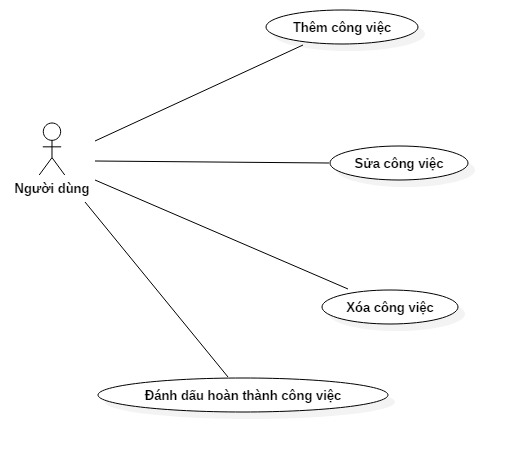 Thêm công việc
Sửa công việc
Người dùng
Xóa công việc
Đánh dấu hoàn thành công việc